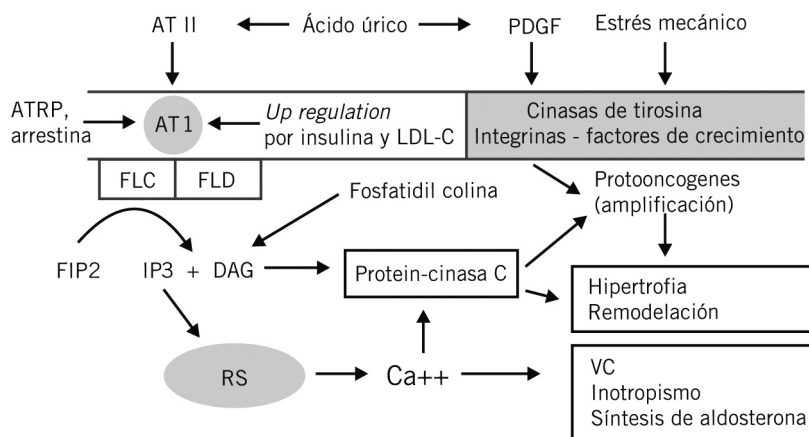 AT II
Ácido úrico
PDGF
Estrés mecánico
ATRP,
arrestina
AT1
Up regulation
por insulina y LDL-C
Cinasas de tirosina
Integrinas - factores de crecimiento
FLC
FLD
Fosfatidil colina
Protooncogenes
(amplificación)
FIP2
IP3 + DAG
Protein-cinasa C
Hipertrofia
Remodelación
RS
Ca++
VC
Inotropismo
Síntesis de aldosterona